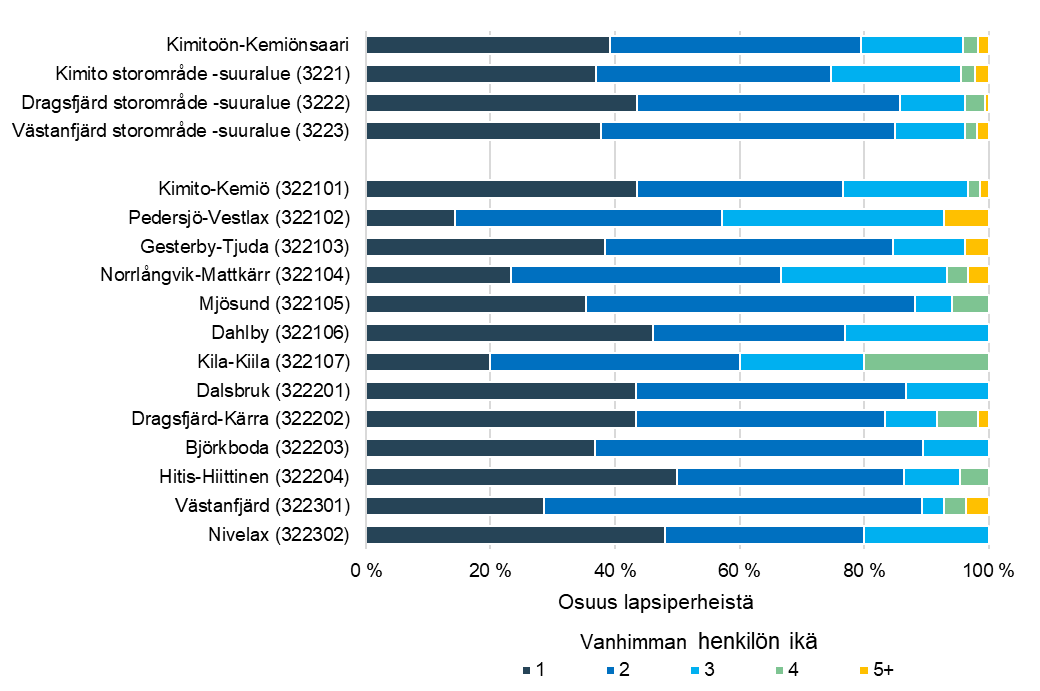 Kimitoön-Kemiönsaari
Kimito storområde -suuralue (3221)
Dragsfjärd storområde -suuralue (3222)
Västanfjärd storområde -suuralue (3223)
Kimito-Kemiö (322101)
Pedersjö-Vestlax (322102)
Gesterby-Tjuda (322103)
Norrlångvik-Mattkärr (322104)
Mjösund (322105)
Dahlby (322106)
Kila-Kiila (322107)
Dalsbruk (322201)
Dragsfjärd-Kärra (322202)
Björkboda (322203)
Hitis-Hiittinen (322204)
Västanfjärd (322301)
Nivelax (322302)
0 % 20 % 40 % 60 % 80 % 100 %
Osuus lapsiperheistä
Vanhimman henkilön ikä
1 2 3 4 5+